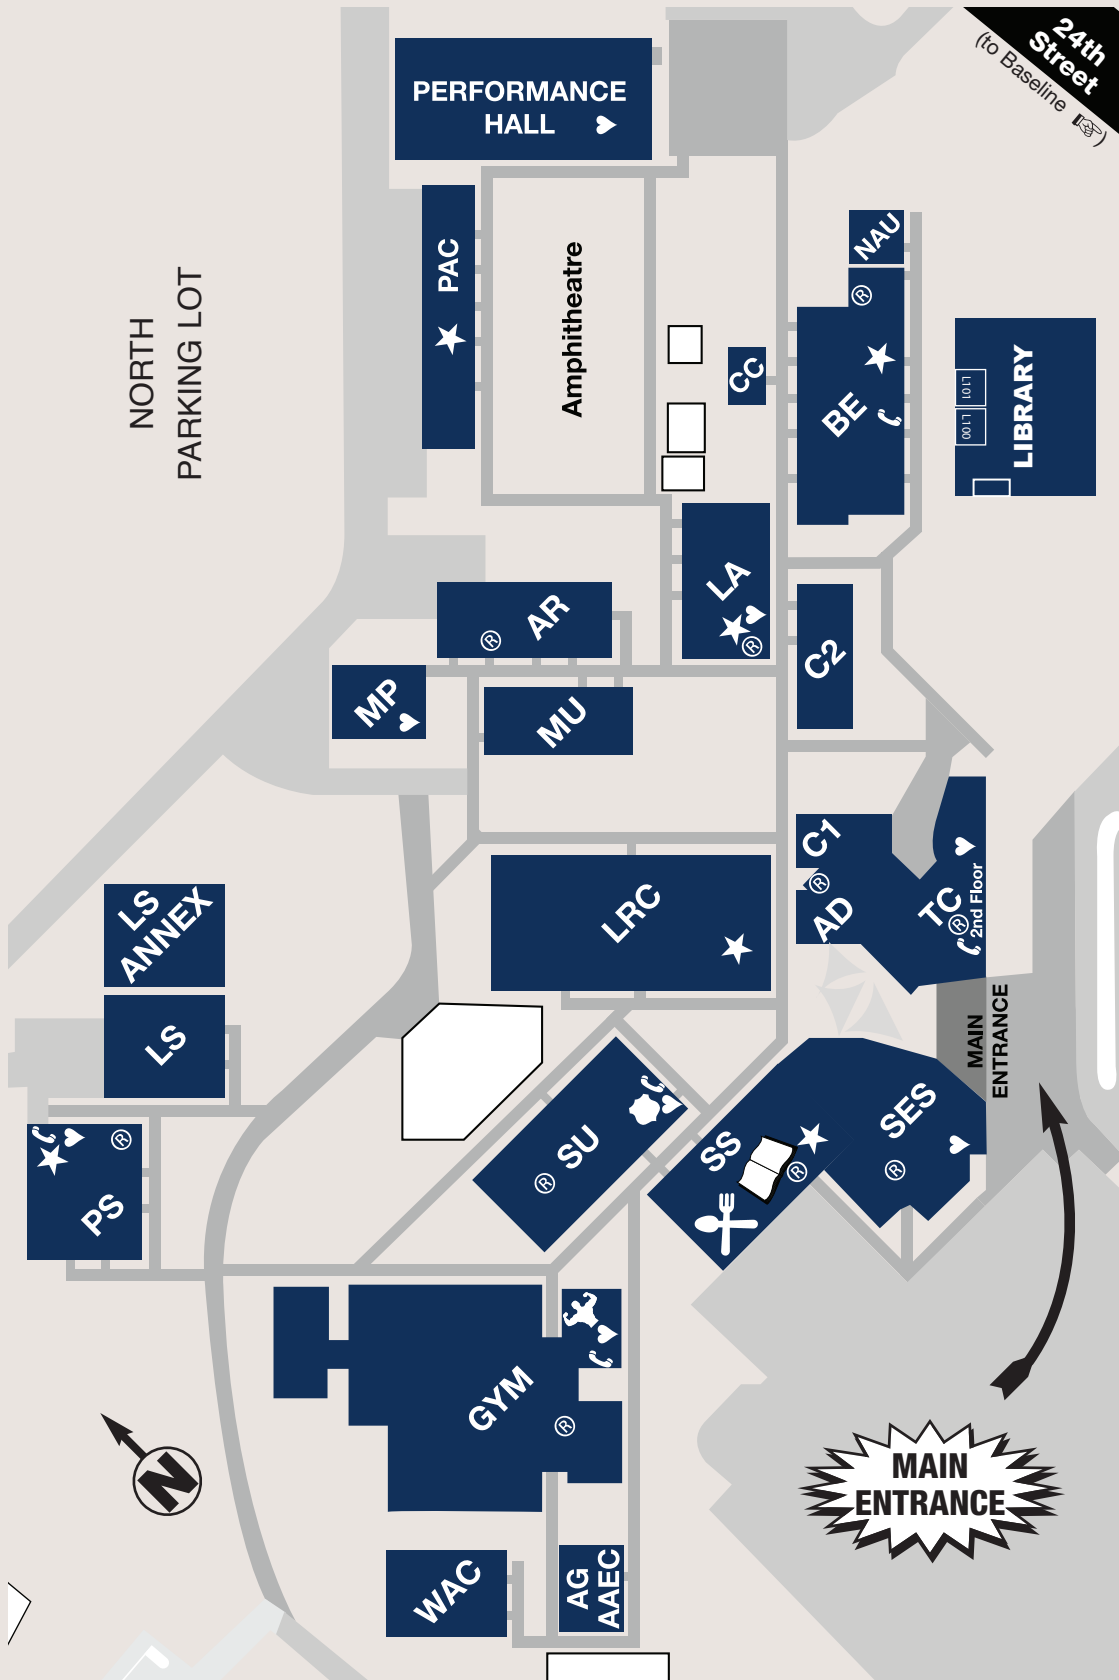 24th
Street
(to Baseline ☞)
PERFORMANCE
HALL
NAU
PAC
NORTH
PARKING LOT
Amphitheatre
®
CC
BE
L101
L100
LIBRARY
LA
®
AR
®
C2
MP
MU
C1
®
AD
TC
®
2nd Floor
LRC
LS
ANNEX
LS
MAIN
ENTRANCE
PS
®
SU
®
SS
®
SES
®
GYM
®
N
MAIN
ENTRANCE
WAC
AG
AAEC